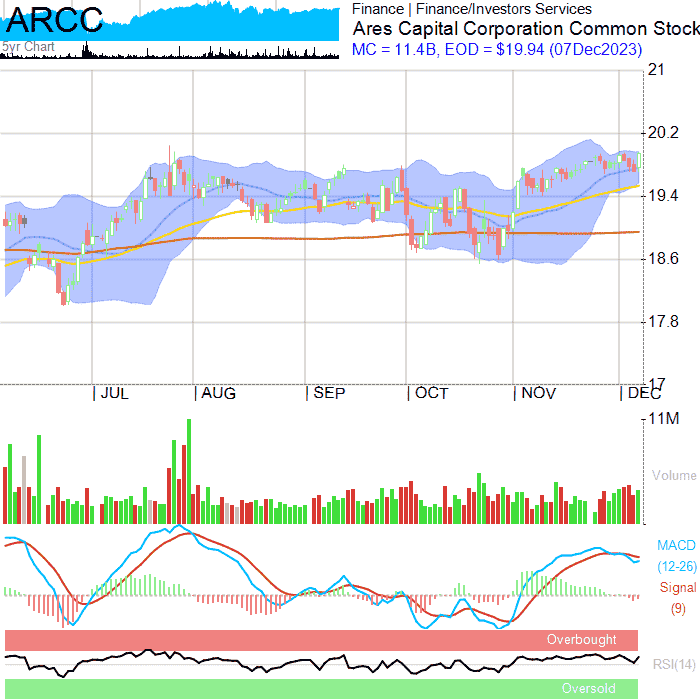 ARCC
5yr Chart
Finance | Finance/Investors Services
Ares Capital Corporation Common Stock
MC = 11.4B, EOD = $19.94 (07Dec2023)
21
20.2
19.4
18.6
17.8
17
JUL AUG SEP OCT NOV DEC
11M
Volume
MACD
(12-26)
Signal
(9)
Overbought
RSI(14)
Oversold